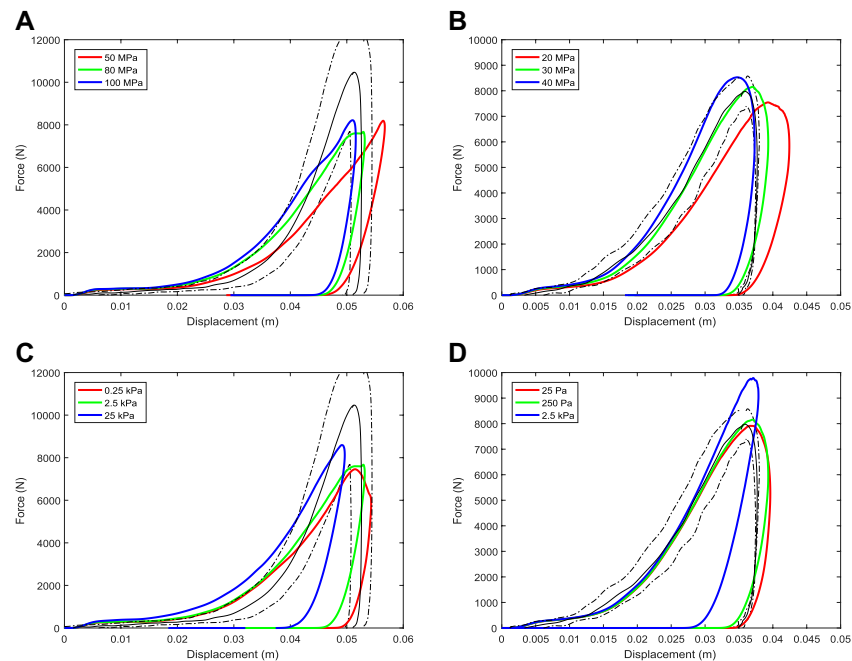 A
12000
10000
8000
6000
4000
2000
0
Force (N)
50 MPa
80 MPa
100 MPa
0 0.01 0.02 0.03 0.04 0.05 0.06
Displacement (m)
B
10000
9000
8000
7000
6000
5000
4000
3000
2000
1000
0
Force (N)
20 MPa
30 MPa
40 MPa
0 0.005 0.01 0.015 0.02 0.025 0.03 0.035 0.04 0.045 0.05
Displacement (m)
C
12000
10000
8000
6000
4000
2000
0
Force (N)
0.25 kPa
2.5 kPa
25 kPa
0 0.01 0.02 0.03 0.04 0.05 0.06
Displacement (m)
D
10000
9000
8000
7000
6000
5000
4000
3000
2000
1000
0
Force (N)
25 Pa
250 Pa
2.5 kPa
0 0.005 0.01 0.015 0.02 0.025 0.03 0.035 0.04 0.045 0.05
Displacement (m)